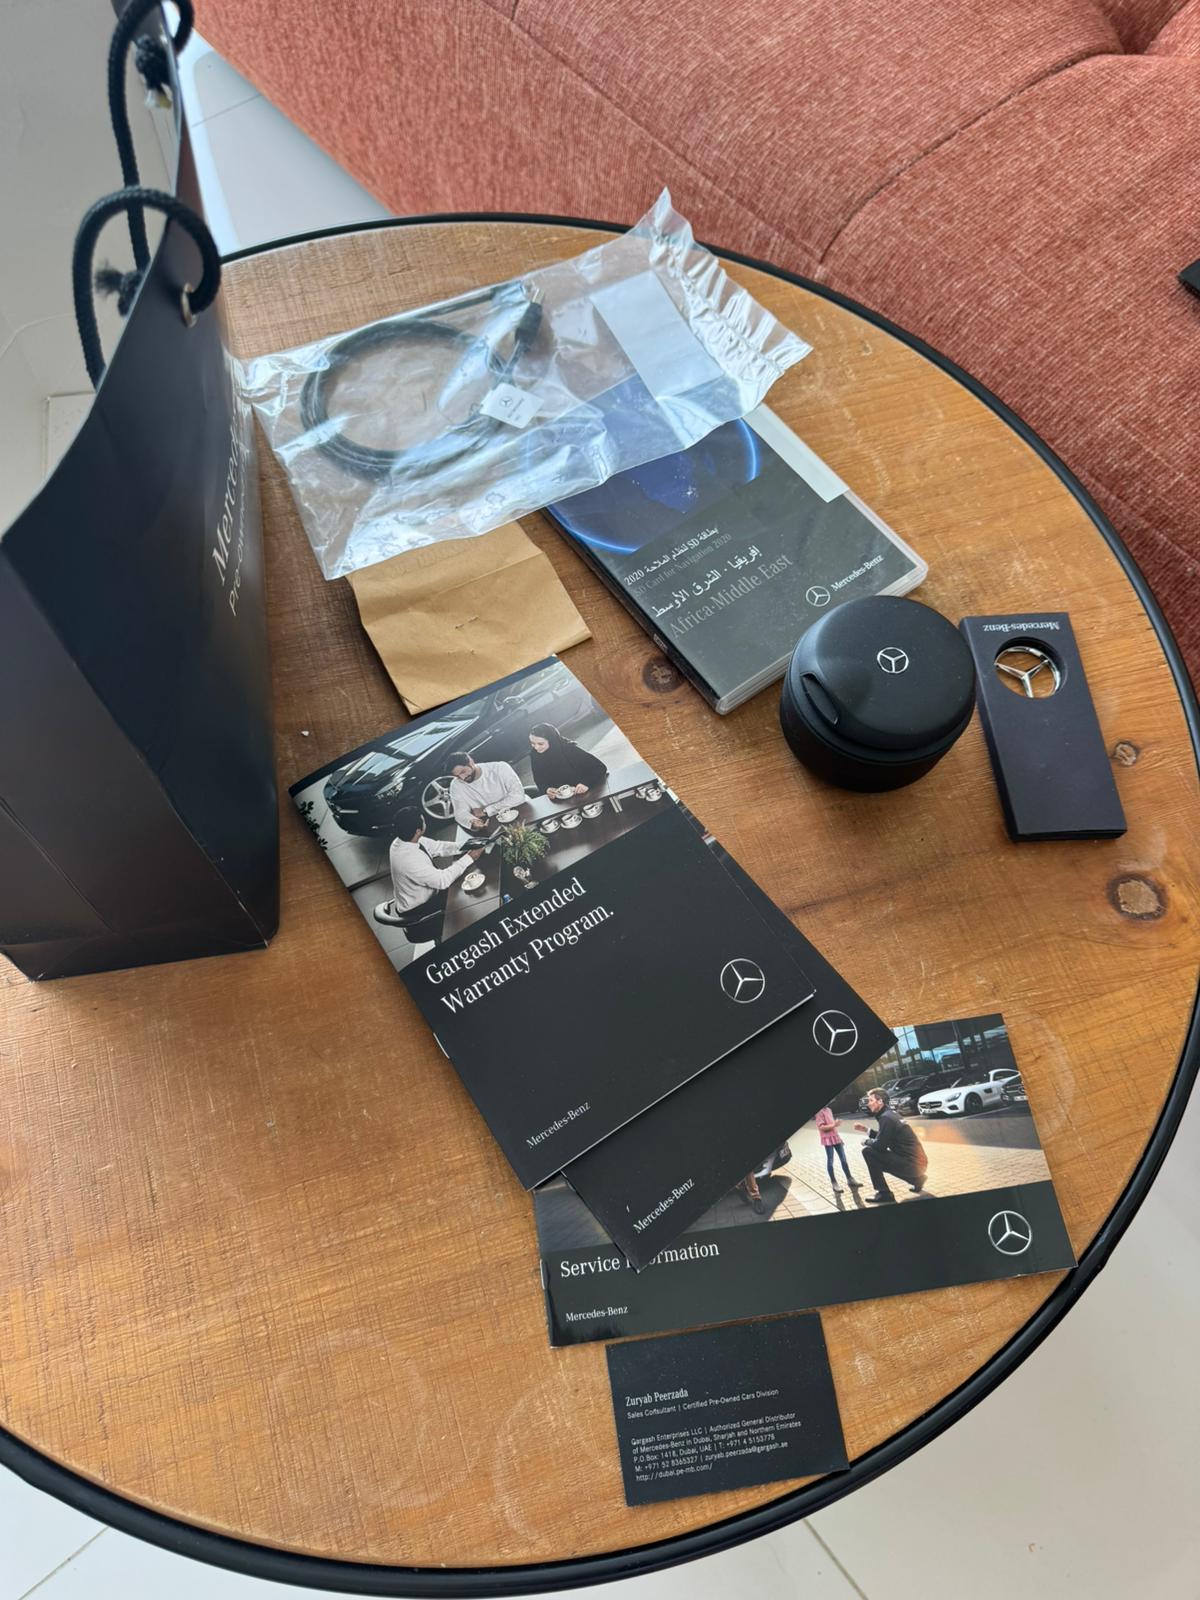 Mercedes
Pre-owned
بطاقة SD لنظام الملاحة 2020
SD Card for Navigation 2020
إفريقيا · الشرق الأوسط
Africa·Middle East
Mercedes-Benz
Mercedes-Benz
Gargash Extended
Warranty Program.
Mercedes-Benz
Mercedes-Benz
Service
Mercedes-Benz
Zuryab Peerzada
Sales Consultant | Certified Pre-Owned Cars Division
Gargash Enterprises LLC | Authorized General Distributor
of Mercedes-Benz in Dubai, Sharjah and Northern Emirates
P.O.Box: 1418, Dubai, UAE | T: +971 4 5153778
M: +971 52 8365327 | zuryab.peerzada@gargash.ae
http://dubai.pe-mb.com/